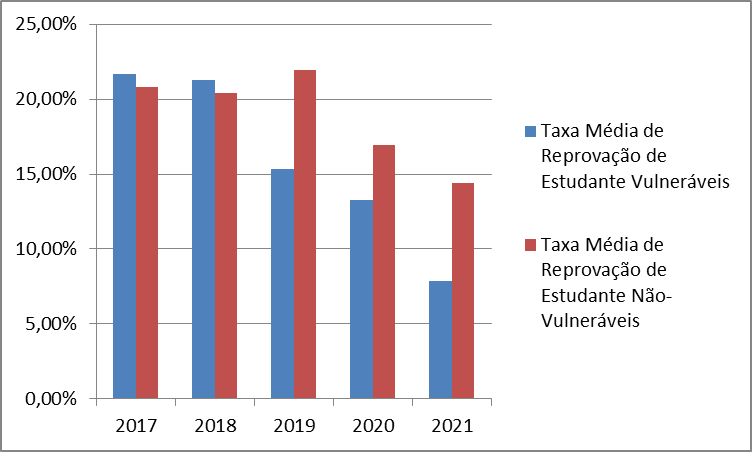 25,00%
20,00%
15,00%
10,00%
5,00%
0,00%
2017 2018 2019 2020 2021
Taxa Média de
Reprovação de
Estudante Vulneráveis
Taxa Média de
Reprovação de
Estudante Não-
Vulneráveis